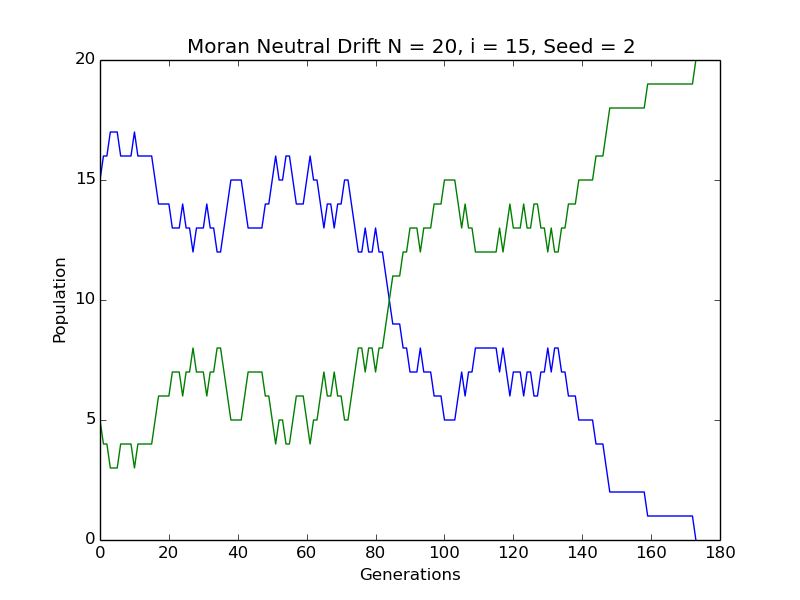 Moran Neutral Drift N = 20, i = 15, Seed = 2
20
15
10
5
0
Population
0 20 40 60 80 100 120 140 160 180
Generations